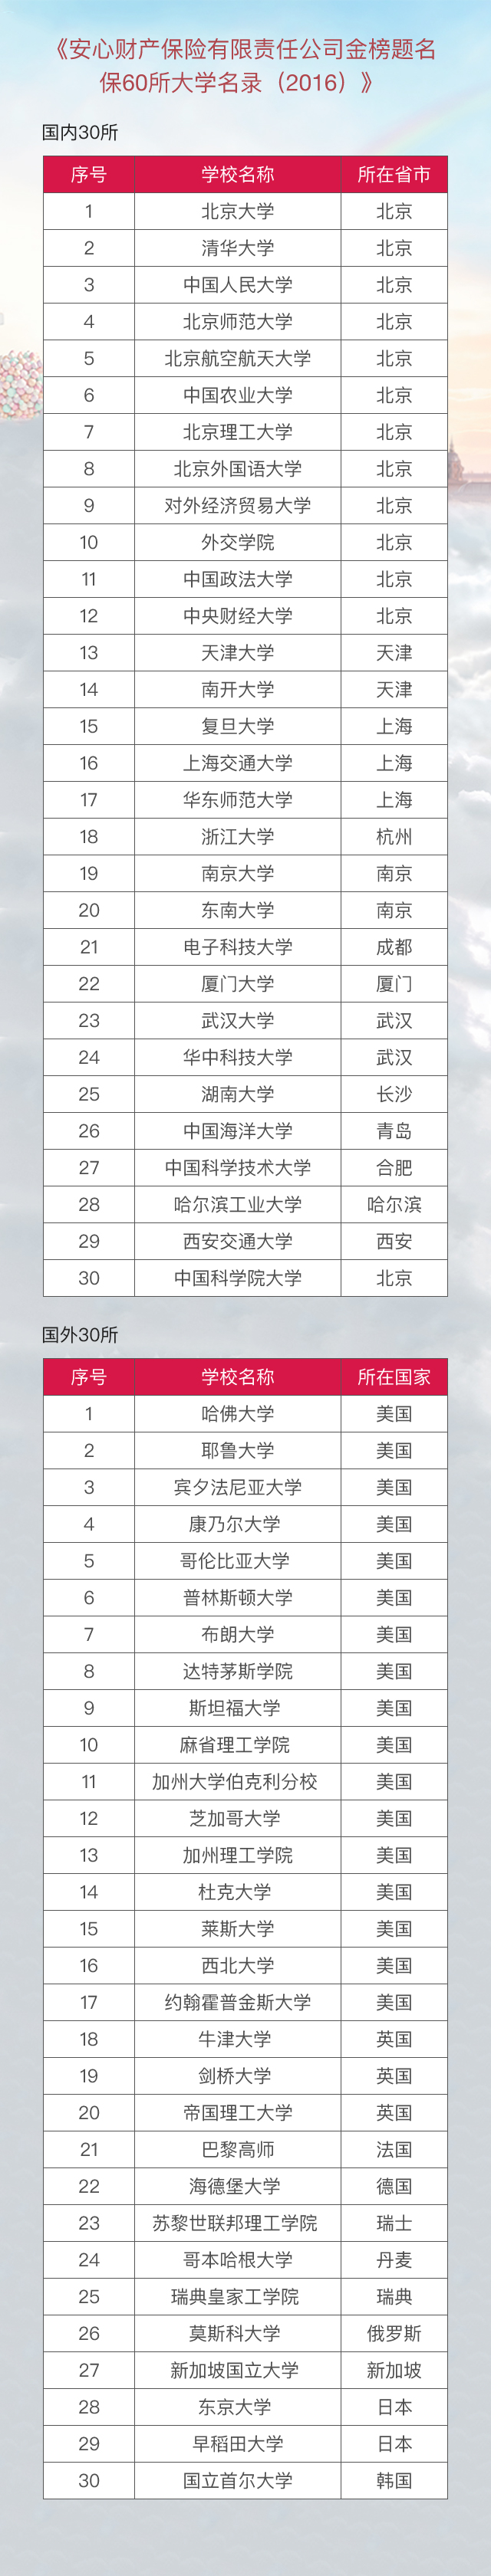 《安心财产保险有限责任公司金榜题名
保60所大学名录（2016）》
国内30所
序号 学校名称 所在省市
1 北京大学 北京
2 清华大学 北京
3 中国人民大学 北京
4 北京师范大学 北京
5 北京航空航天大学 北京
6 中国农业大学 北京
7 北京理工大学 北京
8 北京外国语大学 北京
9 对外经济贸易大学 北京
10 外交学院 北京
11 中国政法大学 北京
12 中央财经大学 北京
13 天津大学 天津
14 南开大学 天津
15 复旦大学 上海
16 上海交通大学 上海
17 华东师范大学 上海
18 浙江大学 杭州
19 南京大学 南京
20 东南大学 南京
21 电子科技大学 成都
22 厦门大学 厦门
23 武汉大学 武汉
24 华中科技大学 武汉
25 湖南大学 长沙
26 中国海洋大学 青岛
27 中国科学技术大学 合肥
28 哈尔滨工业大学 哈尔滨
29 西安交通大学 西安
30 中国科学院大学 北京
国外30所
序号 学校名称 所在国家
1 哈佛大学 美国
2 耶鲁大学 美国
3 宾夕法尼亚大学 美国
4 康乃尔大学 美国
5 哥伦比亚大学 美国
6 普林斯顿大学 美国
7 布朗大学 美国
8 达特茅斯学院 美国
9 斯坦福大学 美国
10 麻省理工学院 美国
11 加州大学伯克利分校 美国
12 芝加哥大学 美国
13 加州理工学院 美国
14 杜克大学 美国
15 莱斯大学 美国
16 西北大学 美国
17 约翰霍普金斯大学 美国
18 牛津大学 英国
19 剑桥大学 英国
20 帝国理工大学 英国
21 巴黎高师 法国
22 海德堡大学 德国
23 苏黎世联邦理工学院 瑞士
24 哥本哈根大学 丹麦
25 瑞典皇家工学院 瑞典
26 莫斯科大学 俄罗斯
27 新加坡国立大学 新加坡
28 东京大学 日本
29 早稻田大学 日本
30 国立首尔大学 韩国